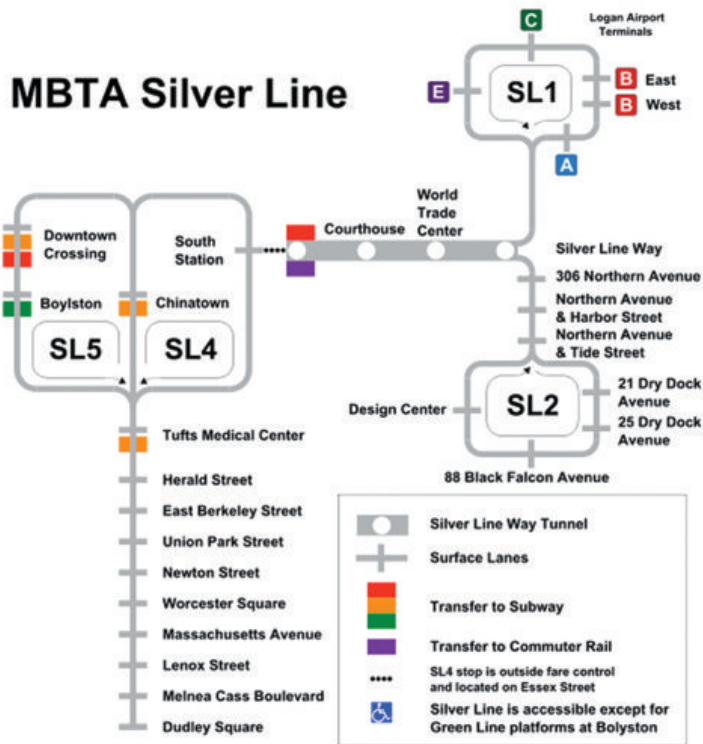 MBTA Silver Line
Logan Airport
Terminals
C
E
SL1
B East
B West
A
World
Trade
Center
Courthouse
South
Station
Silver Line Way
Downtown
Crossing
Boylston
Chinatown
SL5
SL4
306 Northern Avenue
Northern Avenue
& Harbor Street
Northern Avenue
& Tide Street
Design Center
SL2
21 Dry Dock
Avenue
25 Dry Dock
Avenue
88 Black Falcon Avenue
Tufts Medical Center
Herald Street
East Berkeley Street
Union Park Street
Newton Street
Worcester Square
Massachusetts Avenue
Lenox Street
Melnea Cass Boulevard
Dudley Square
Silver Line Way Tunnel
Surface Lanes
Transfer to Subway
Transfer to Commuter Rail
SL4 stop is outside fare control
and located on Essex Street
Silver Line is accessible except for
Green Line platforms at Bolyston